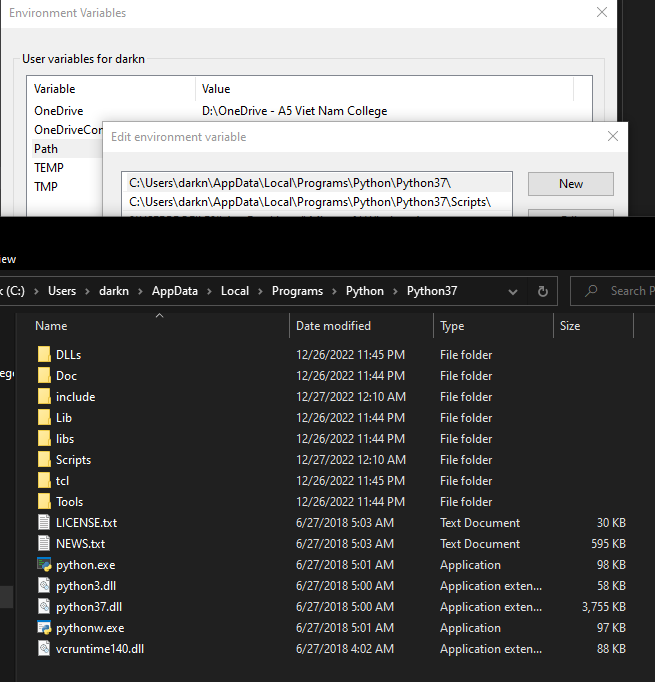 Environment Variables
User variables for darkn
Variable Value
OneDrive D:\OneDrive - A5 Viet Nam College
OneDriveCor
Path
TEMP
TMP
Edit environment variable
C:\Users\darkn\AppData\Local\Programs\Python\Python37\
New
C:\Users\darkn\AppData\Local\Programs\Python\Python37\Scripts\
ew
k (C:) > Users > darkn > AppData > Local > Programs > Python > Python37
Search P
Name Date modified Type Size
DLLs 12/26/2022 11:45 PM File folder
Doc 12/26/2022 11:44 PM File folder
include 12/27/2022 12:10 AM File folder
Lib 12/26/2022 11:44 PM File folder
libs 12/26/2022 11:44 PM File folder
Scripts 12/27/2022 12:10 AM File folder
tcl 12/26/2022 11:45 PM File folder
Tools 12/26/2022 11:44 PM File folder
LICENSE.txt 6/27/2018 5:03 AM Text Document 30 KB
NEWS.txt 6/27/2018 5:03 AM Text Document 595 KB
python.exe 6/27/2018 5:01 AM Application 98 KB
python3.dll 6/27/2018 5:00 AM Application exten... 58 KB
python37.dll 6/27/2018 5:00 AM Application exten... 3,755 KB
pythonw.exe 6/27/2018 5:01 AM Application 97 KB
vcruntime140.dll 6/27/2018 4:02 AM Application exten... 88 KB
ege